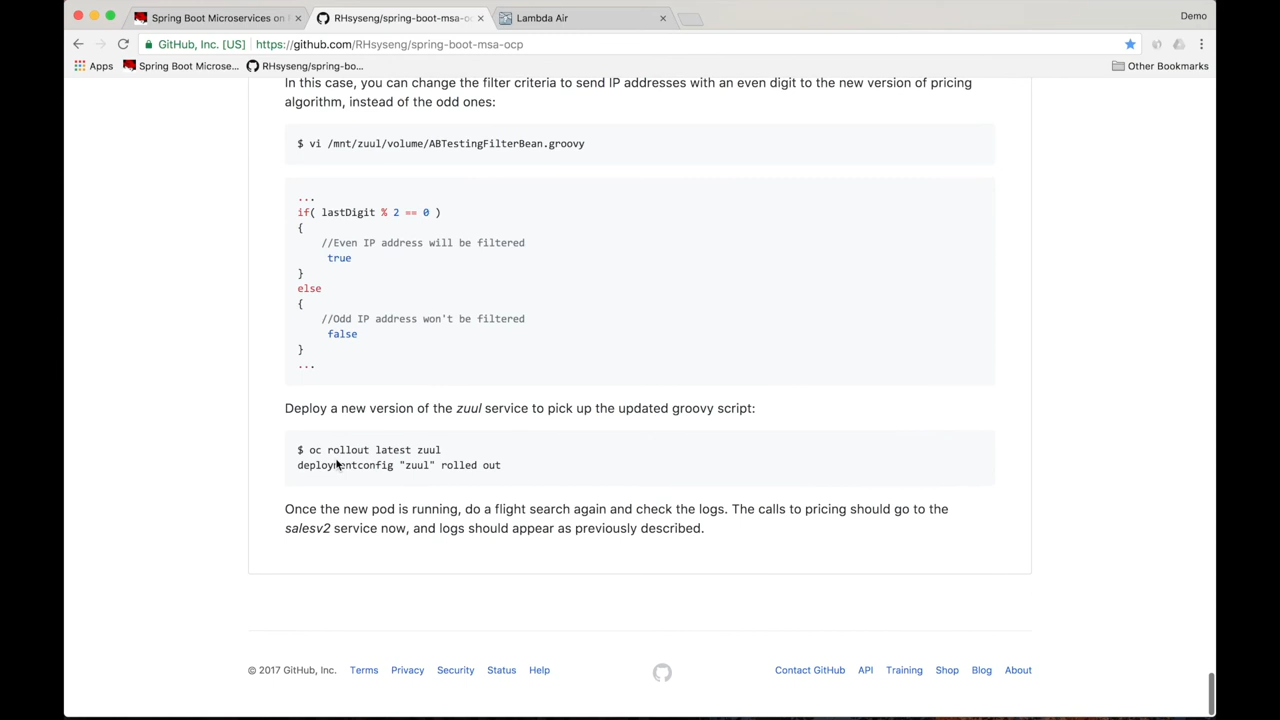 Spring Boot Microservices on
RHsyseng/spring-boot-msa-oc
Lambda Air
Demo
GitHub, Inc. [US]
https://github.com/RHsyseng/spring-boot-msa-ocp
Apps
Spring Boot Microse...
RHsyseng/spring-bo...
Other Bookmarks
In this case, you can change the filter criteria to send IP addresses with an even digit to the new version of pricing
algorithm, instead of the odd ones:
$ vi /mnt/zuul/volume/ABTestingFilterBean.groovy
...
if( lastDigit % 2 == 0 )
{
//Even IP address will be filtered
true
}
else
{
//Odd IP address won't be filtered
false
}
...
Deploy a new version of the zuul service to pick up the updated groovy script:
$ oc rollout latest zuul
deploymentconfig "zuul" rolled out
Once the new pod is running, do a flight search again and check the logs. The calls to pricing should go to the
salesv2 service now, and logs should appear as previously described.
© 2017 GitHub, Inc. Terms Privacy Security Status Help
Contact GitHub API Training Shop Blog About